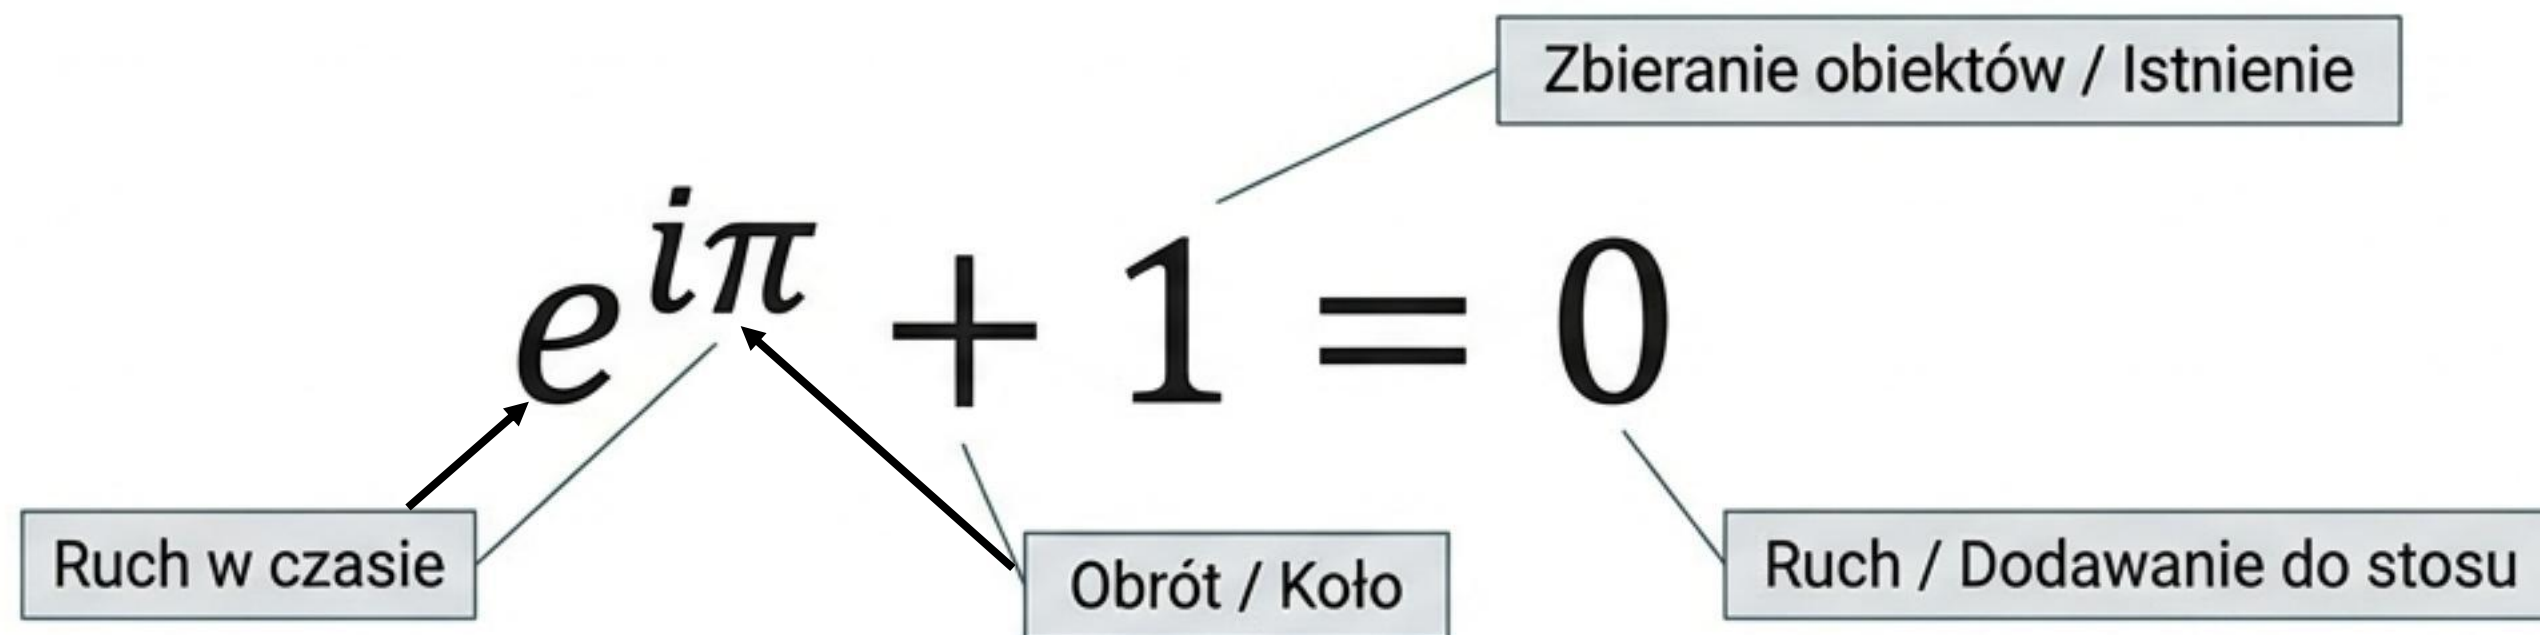 Zbieranie obiektów / Istnienie
e^{iπ} + 1 = 0
Ruch w czasie
Obrót / Koło
Ruch / Dodawanie do stosu